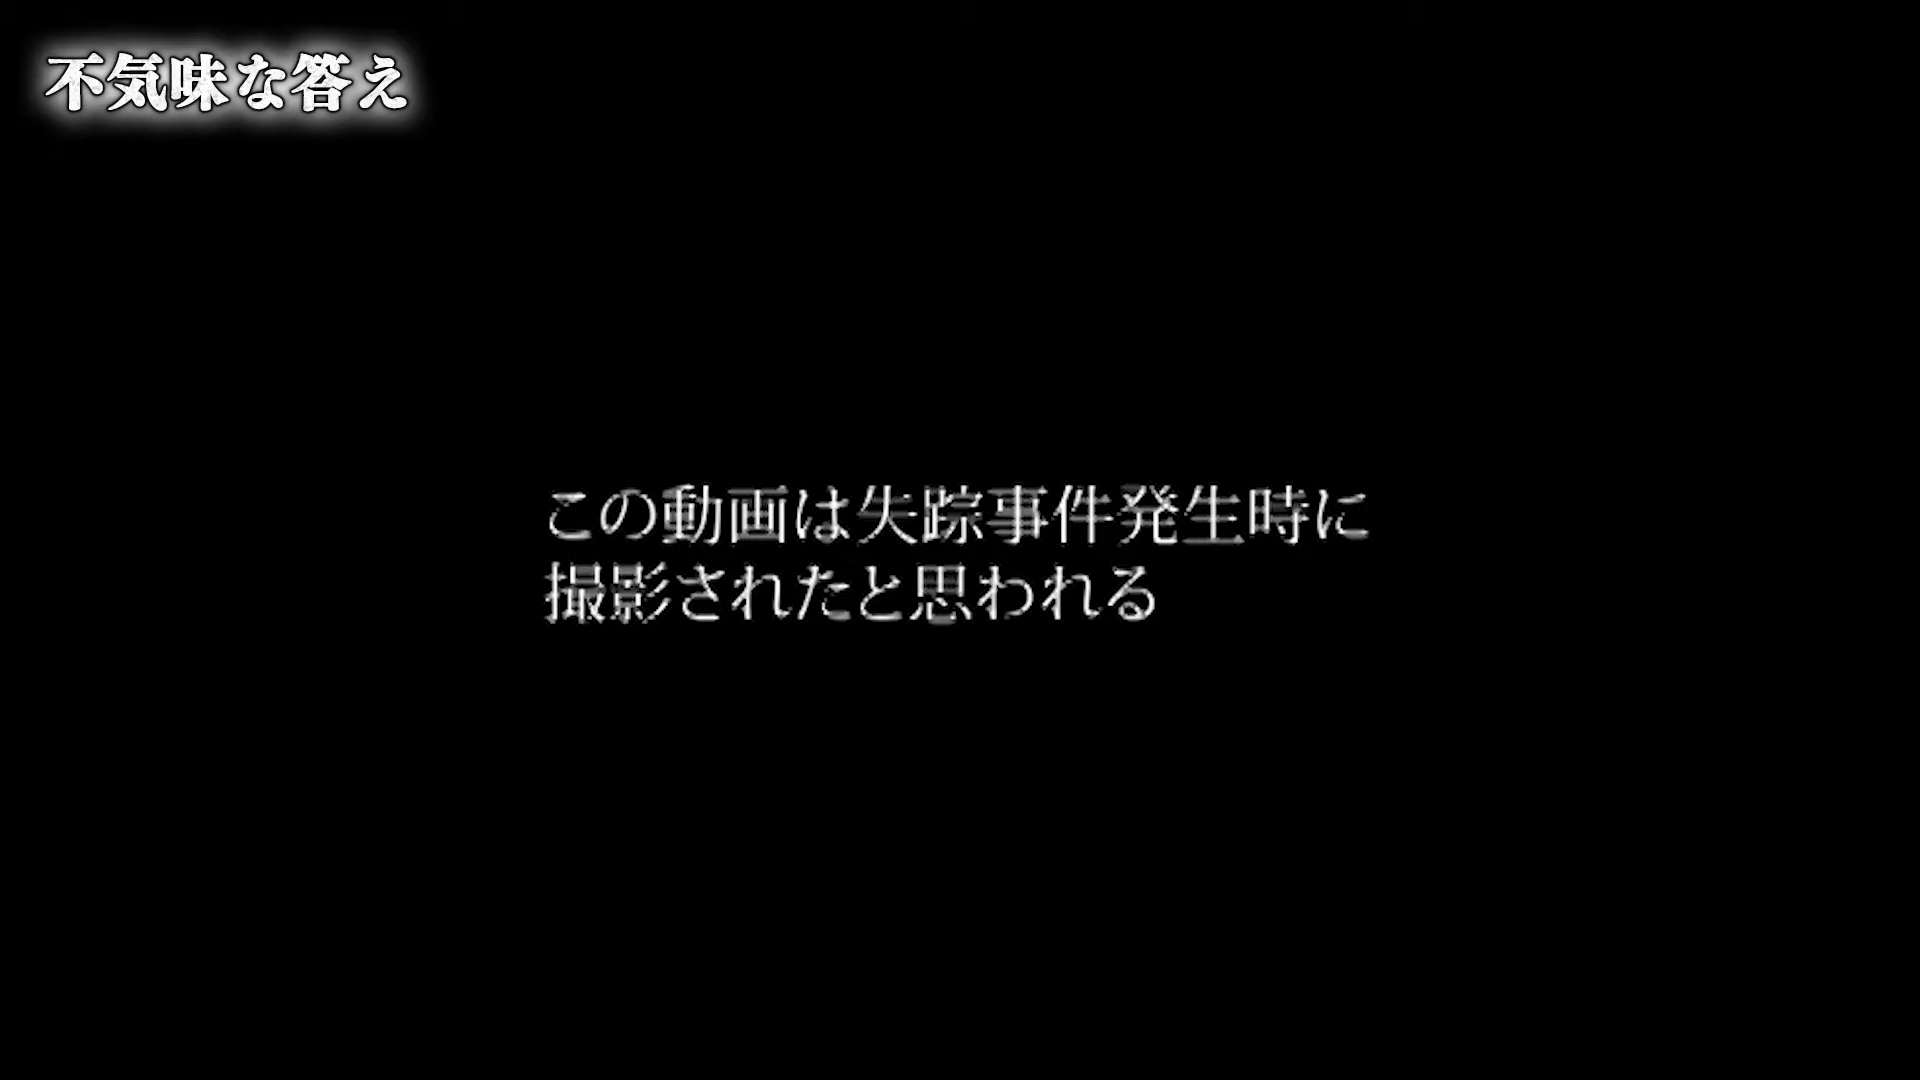 不気味な答え
この動画は失踪事件発生時に
撮影されたと思われる